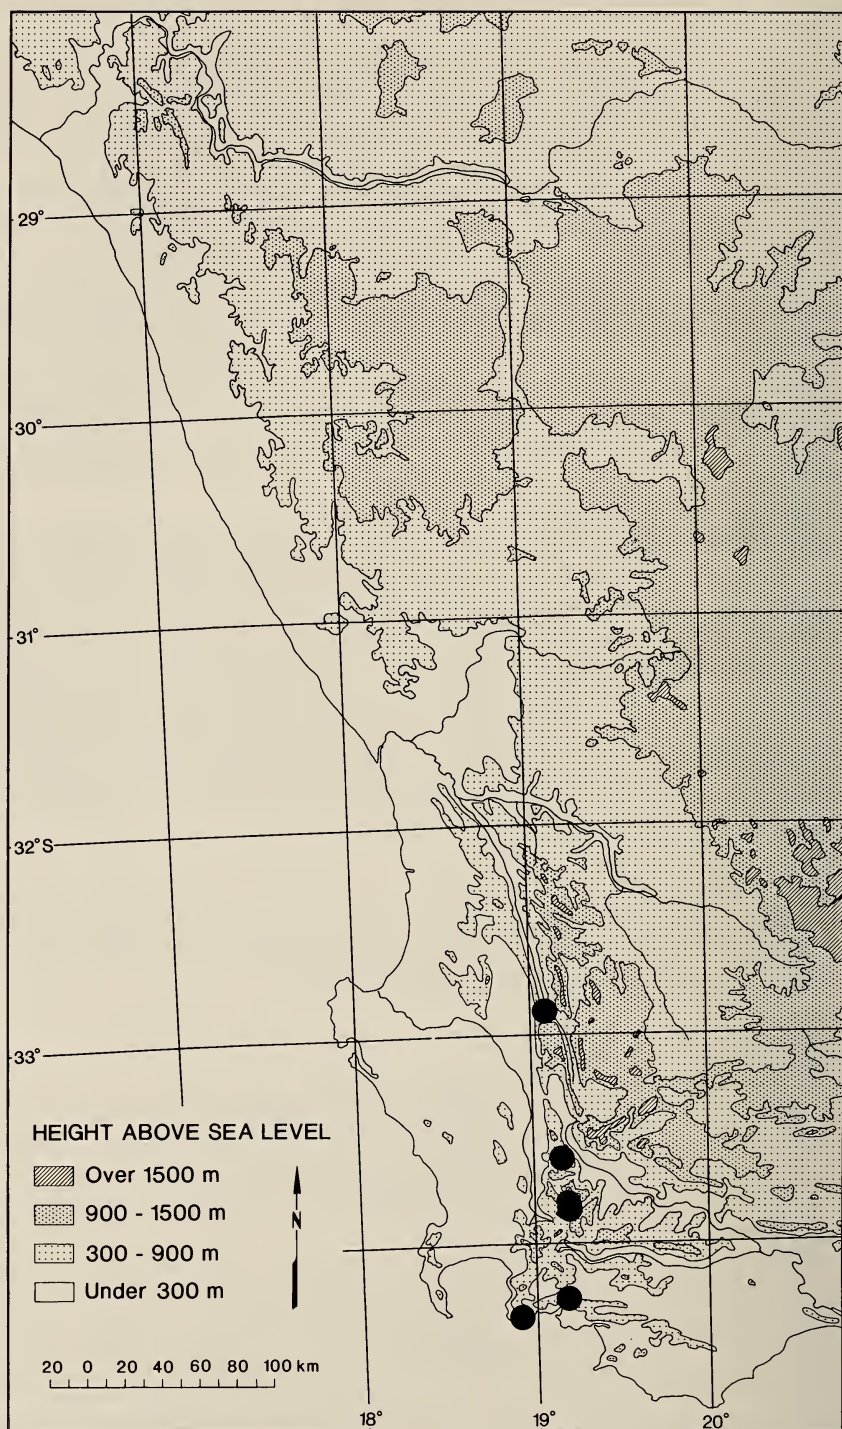 29°
30°
31°
32°S
33°
HEIGHT ABOVE SEA LEVEL
Over 1500 m
900 - 1500 m
300 - 900 m
Under 300 m
N
20 0 20 40 60 80 100 km
18° 19° 20°